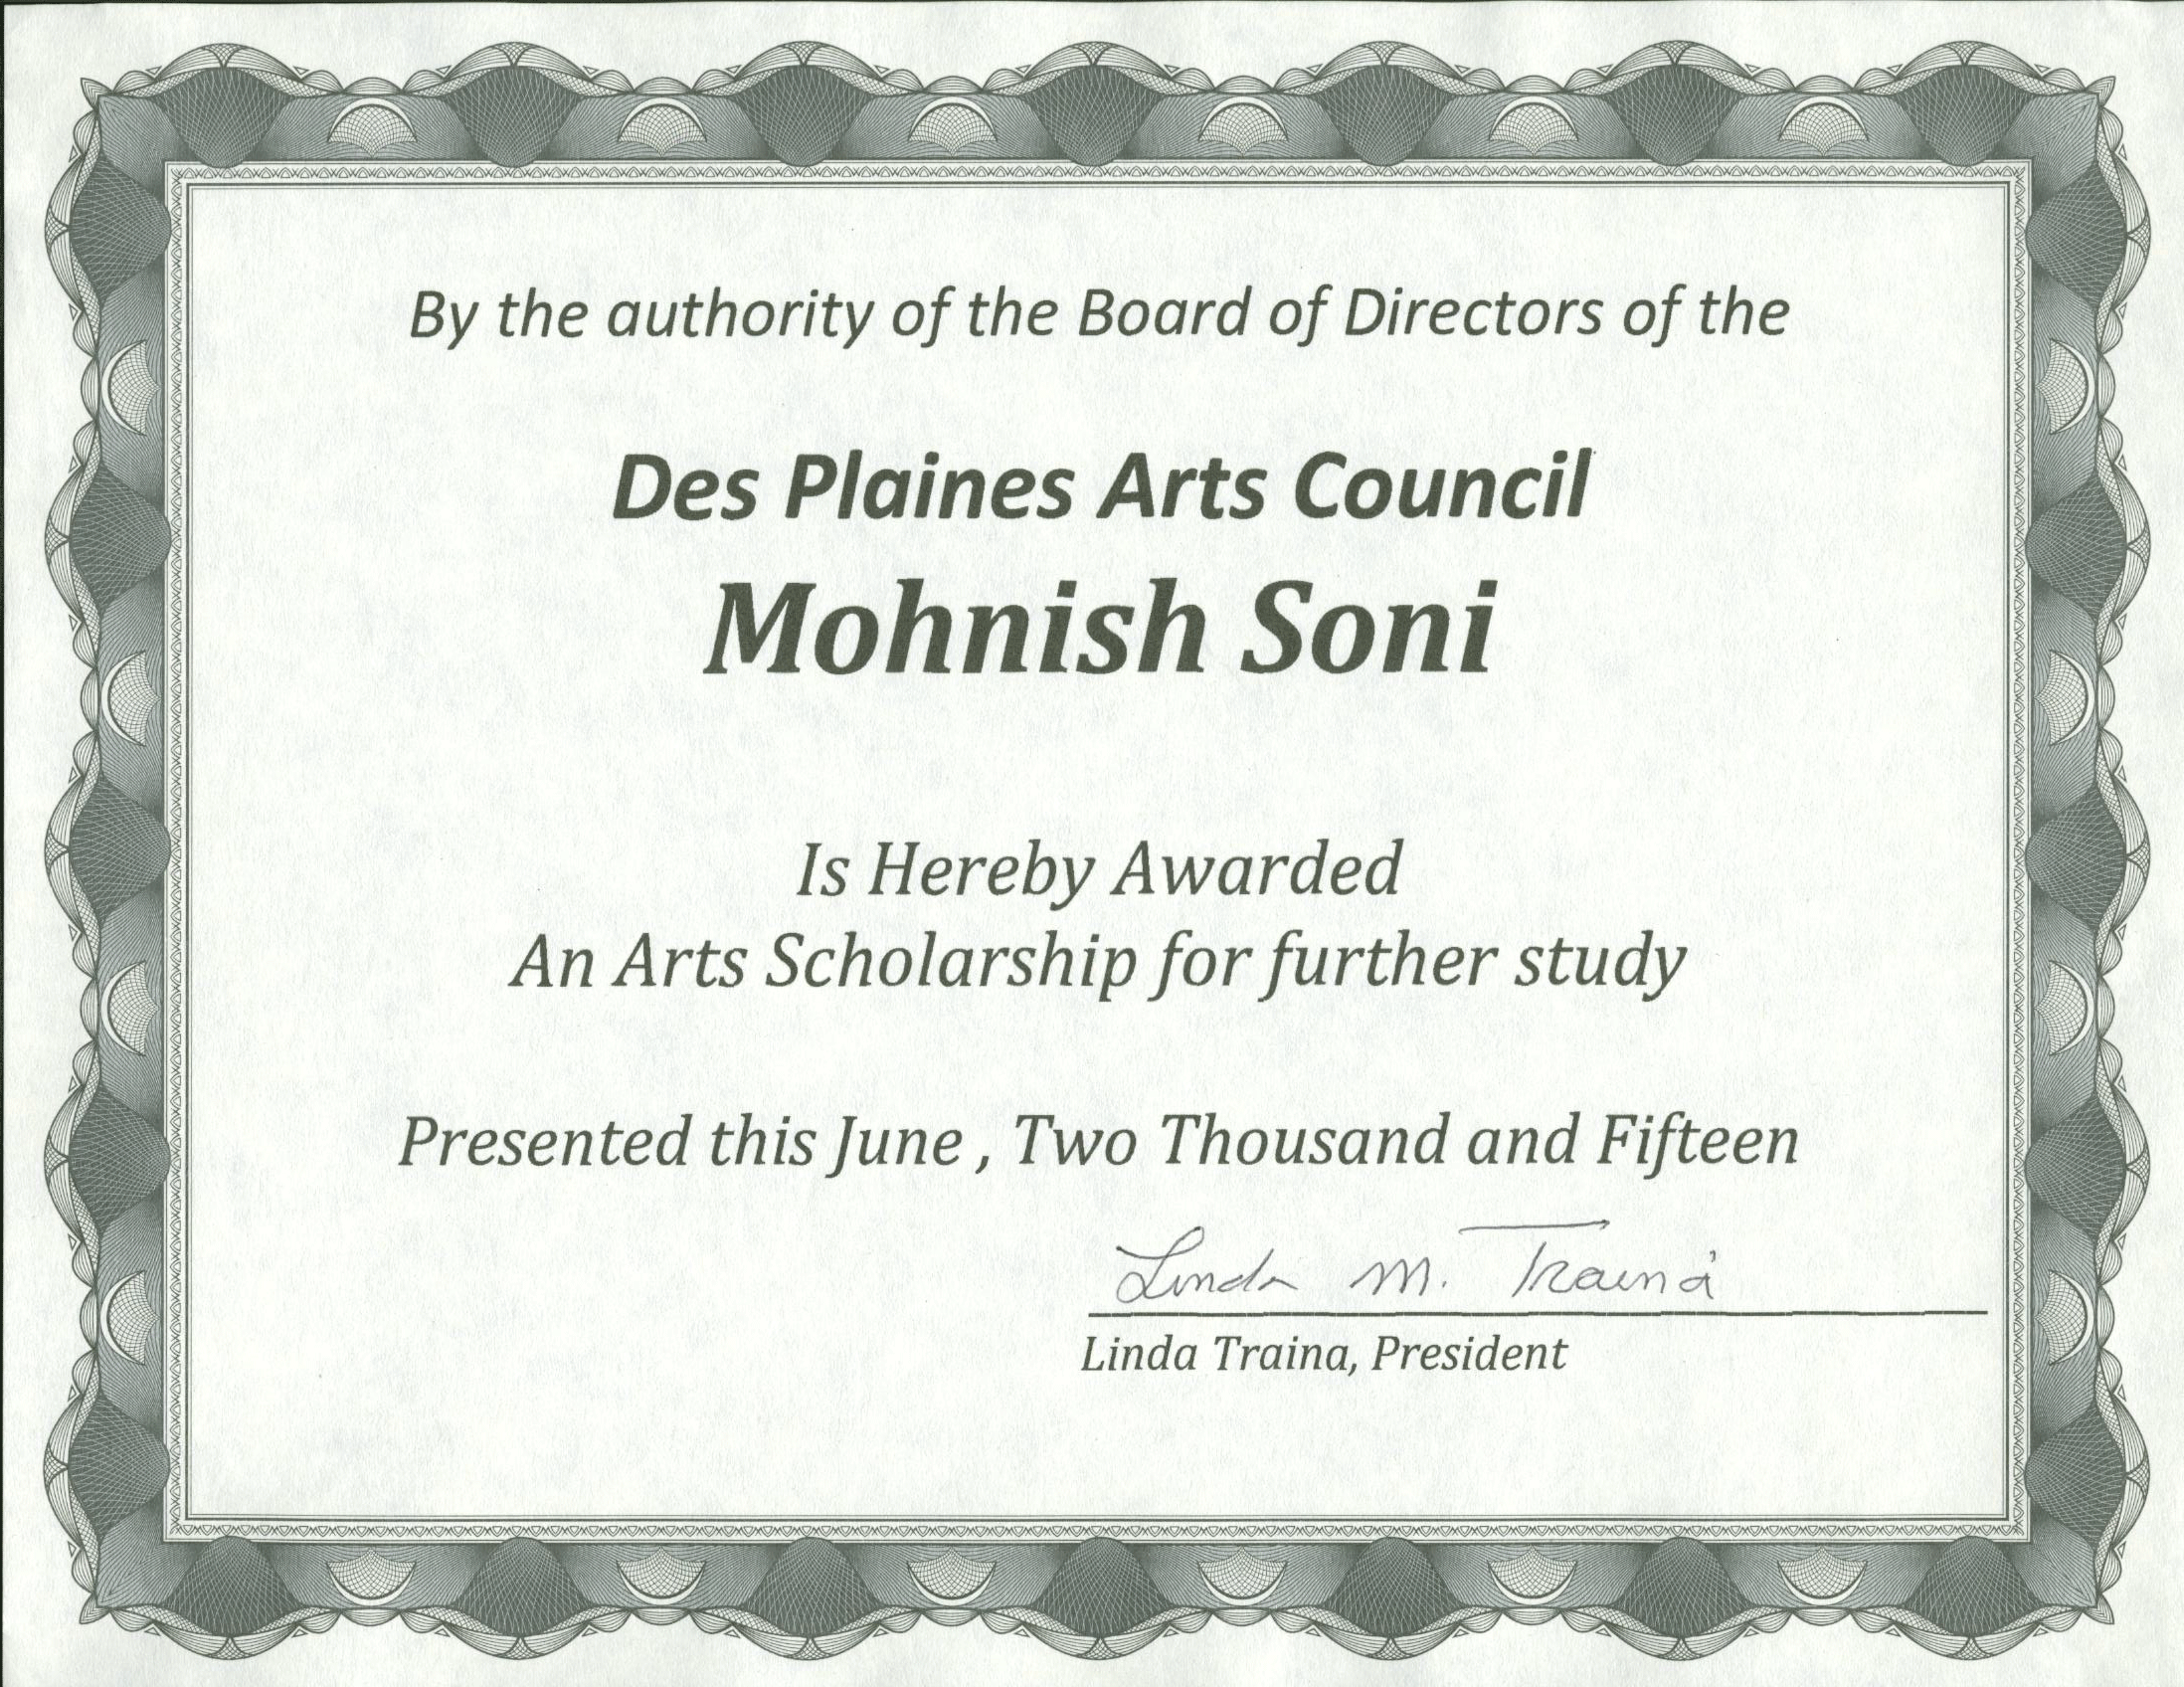 By the authority of the Board of Directors of the
Des Plaines Arts Council
Mohnish Soni
Is Hereby Awarded
An Arts Scholarship for further study
Presented this June , Two Thousand and Fifteen
Linda M. Traina
Linda Traina, President